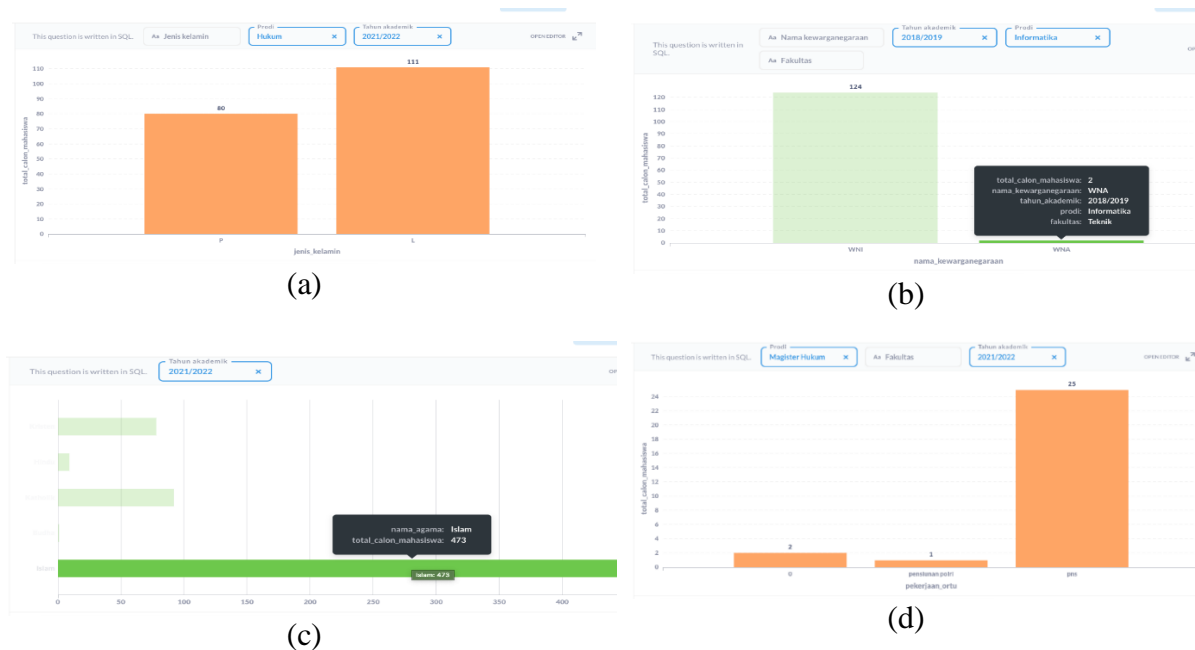 This question is written in SQL.
Aa Jenis kelamin
Prodi
Hukum ×
Tahun akademik
2021/2022 ×
OPEN EDITOR
total_calon_mahasiswa
110
100
90
80
70
60
50
40
30
20
10
0
80
111
P
L
jenis_kelamin
(a)
This question is written in
SQL.
Aa Nama kewarganegaraan
Tahun akademik
2018/2019 ×
Prodi
Informatika ×
Aa Fakultas
total_calon_mahasiswa
120
110
100
90
80
70
60
50
40
30
20
10
0
124
total_calon_mahasiswa: 2
nama_kewarganegaraan: WNA
tahun_akademik: 2018/2019
prodi: Informatika
fakultas: Teknik
WNI
WNA
nama_kewarganegaraan
(b)
This question is written in SQL.
Tahun akademik
2021/2022 ×
nama_agama: Islam
total_calon_mahasiswa: 473
Islam
Islam: 473
0
50
100
150
200
250
300
350
400
(c)
This question is written in SQL.
Prodi
Magister Hukum ×
Aa Fakultas
Tahun akademik
2021/2022 ×
OPEN EDITOR
total_calon_mahasiswa
24
22
20
18
16
14
12
10
8
6
4
2
0
2
1
25
pensiunan polri
pns
pekerjaan_ortu
(d)